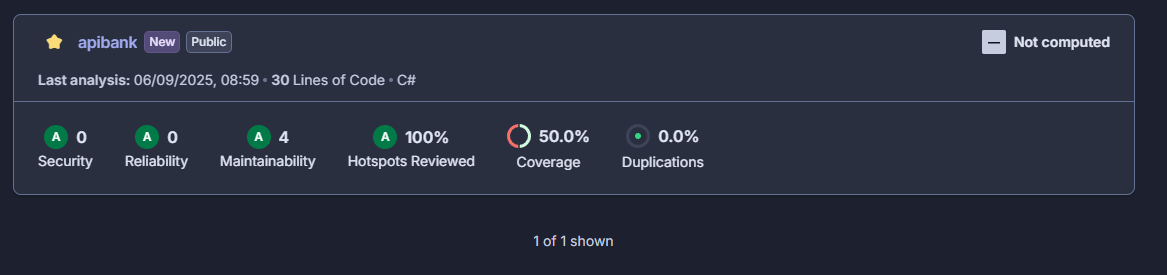 apibank New Public — Not computed
Last analysis: 06/09/2025, 08:59 • 30 Lines of Code • C#
A 0 A 0 A 4 A 100% 50.0% 0.0%
Security Reliability Maintainability Hotspots Reviewed Coverage Duplications
1 of 1 shown